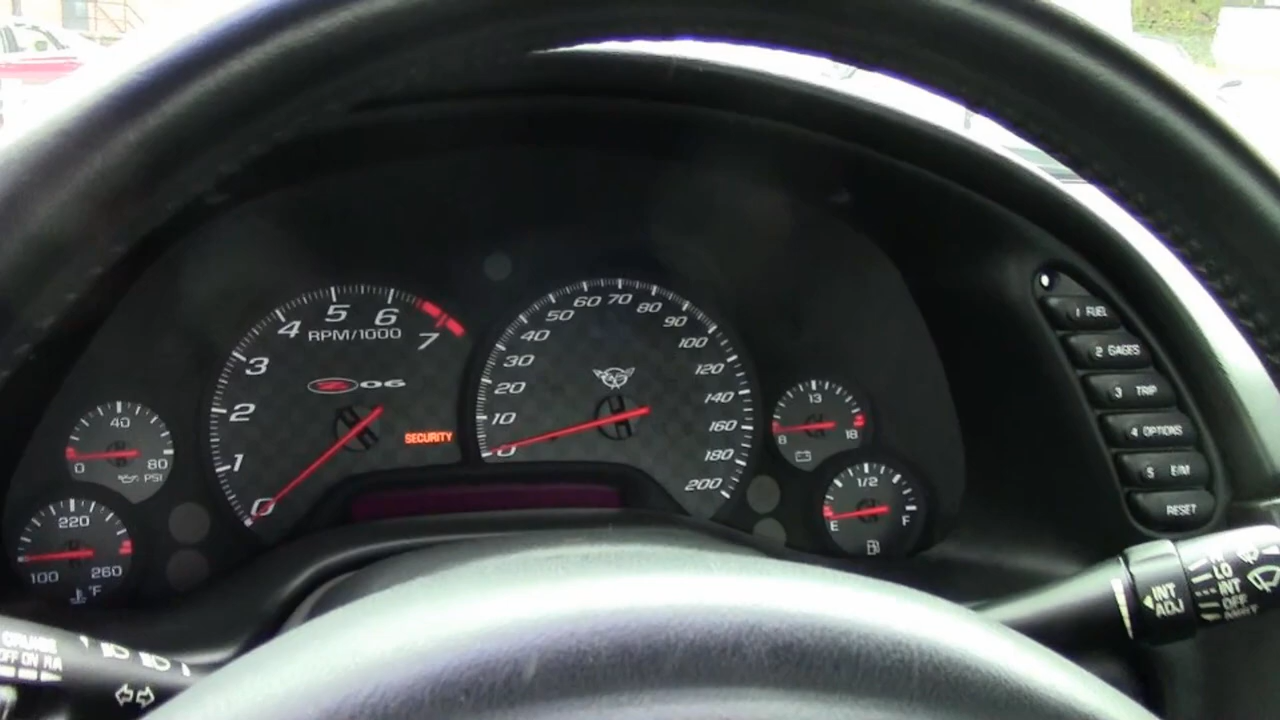 5
4
6
3
7
RPM/1000
2
Z06
1
SECURITY
0
60 70
50
80
40
90
30
100
20
120
10
140
0
160
180
200
40
0
80
PSI
220
100
260
°F
13
8
18
1/2
E
F
1 FUEL
2 GAGES
3 TRIP
4 OPTIONS
5 E/M
RESET
OFF ON R/A
INT
ADJ
HI
LO
INT
OFF